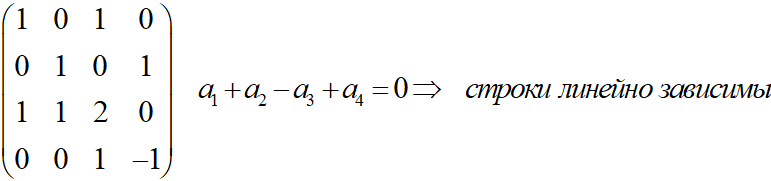 1 0 1 0
0 1 0 1
1 1 2 0
0 0 1 –1
a₁ + a₂ − a₃ + a₄ = 0 ⇒ строки линейно зависимы